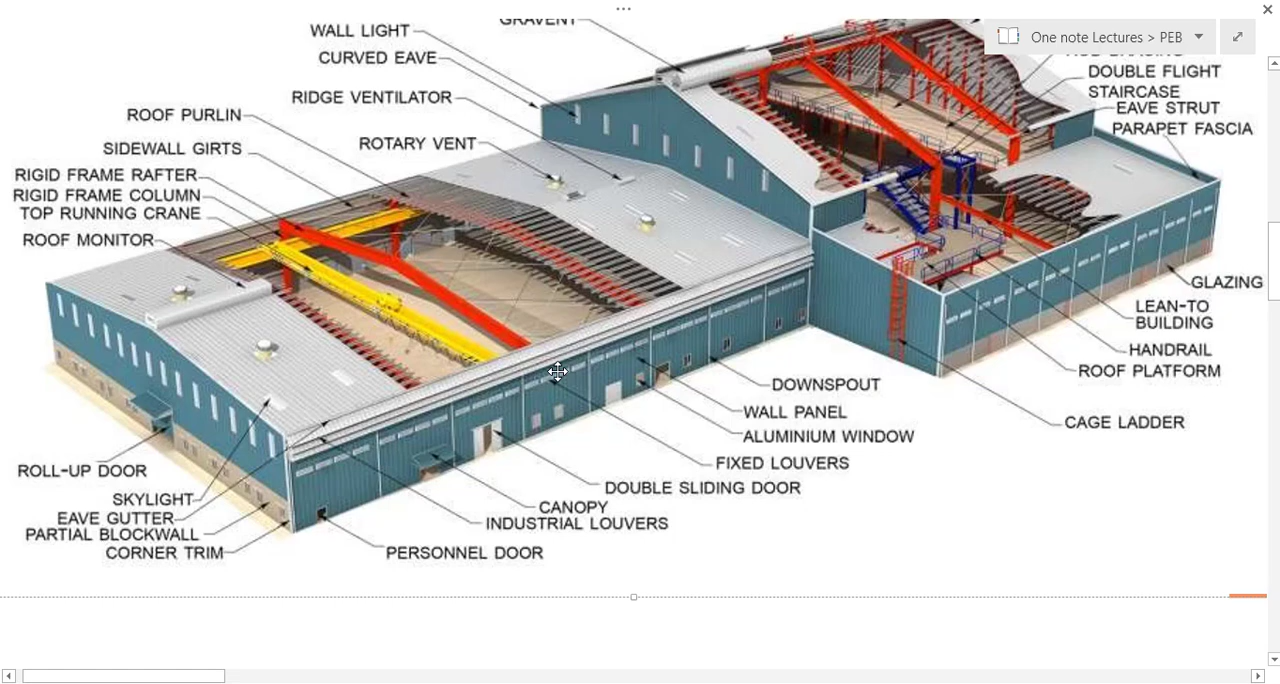 GRAVENT
WALL LIGHT
CURVED EAVE
RIDGE VENTILATOR
ROOF PURLIN
ROTARY VENT
SIDEWALL GIRTS
RIGID FRAME RAFTER
RIGID FRAME COLUMN
TOP RUNNING CRANE
ROOF MONITOR
One note Lectures > PEB
DOUBLE FLIGHT
STAIRCASE
EAVE STRUT
PARAPET FASCIA
GLAZING
LEAN-TO
BUILDING
HANDRAIL
ROOF PLATFORM
CAGE LADDER
DOWNSPOUT
WALL PANEL
ALUMINIUM WINDOW
FIXED LOUVERS
DOUBLE SLIDING DOOR
CANOPY
INDUSTRIAL LOUVERS
PERSONNEL DOOR
ROLL-UP DOOR
SKYLIGHT
EAVE GUTTER
PARTIAL BLOCKWALL
CORNER TRIM